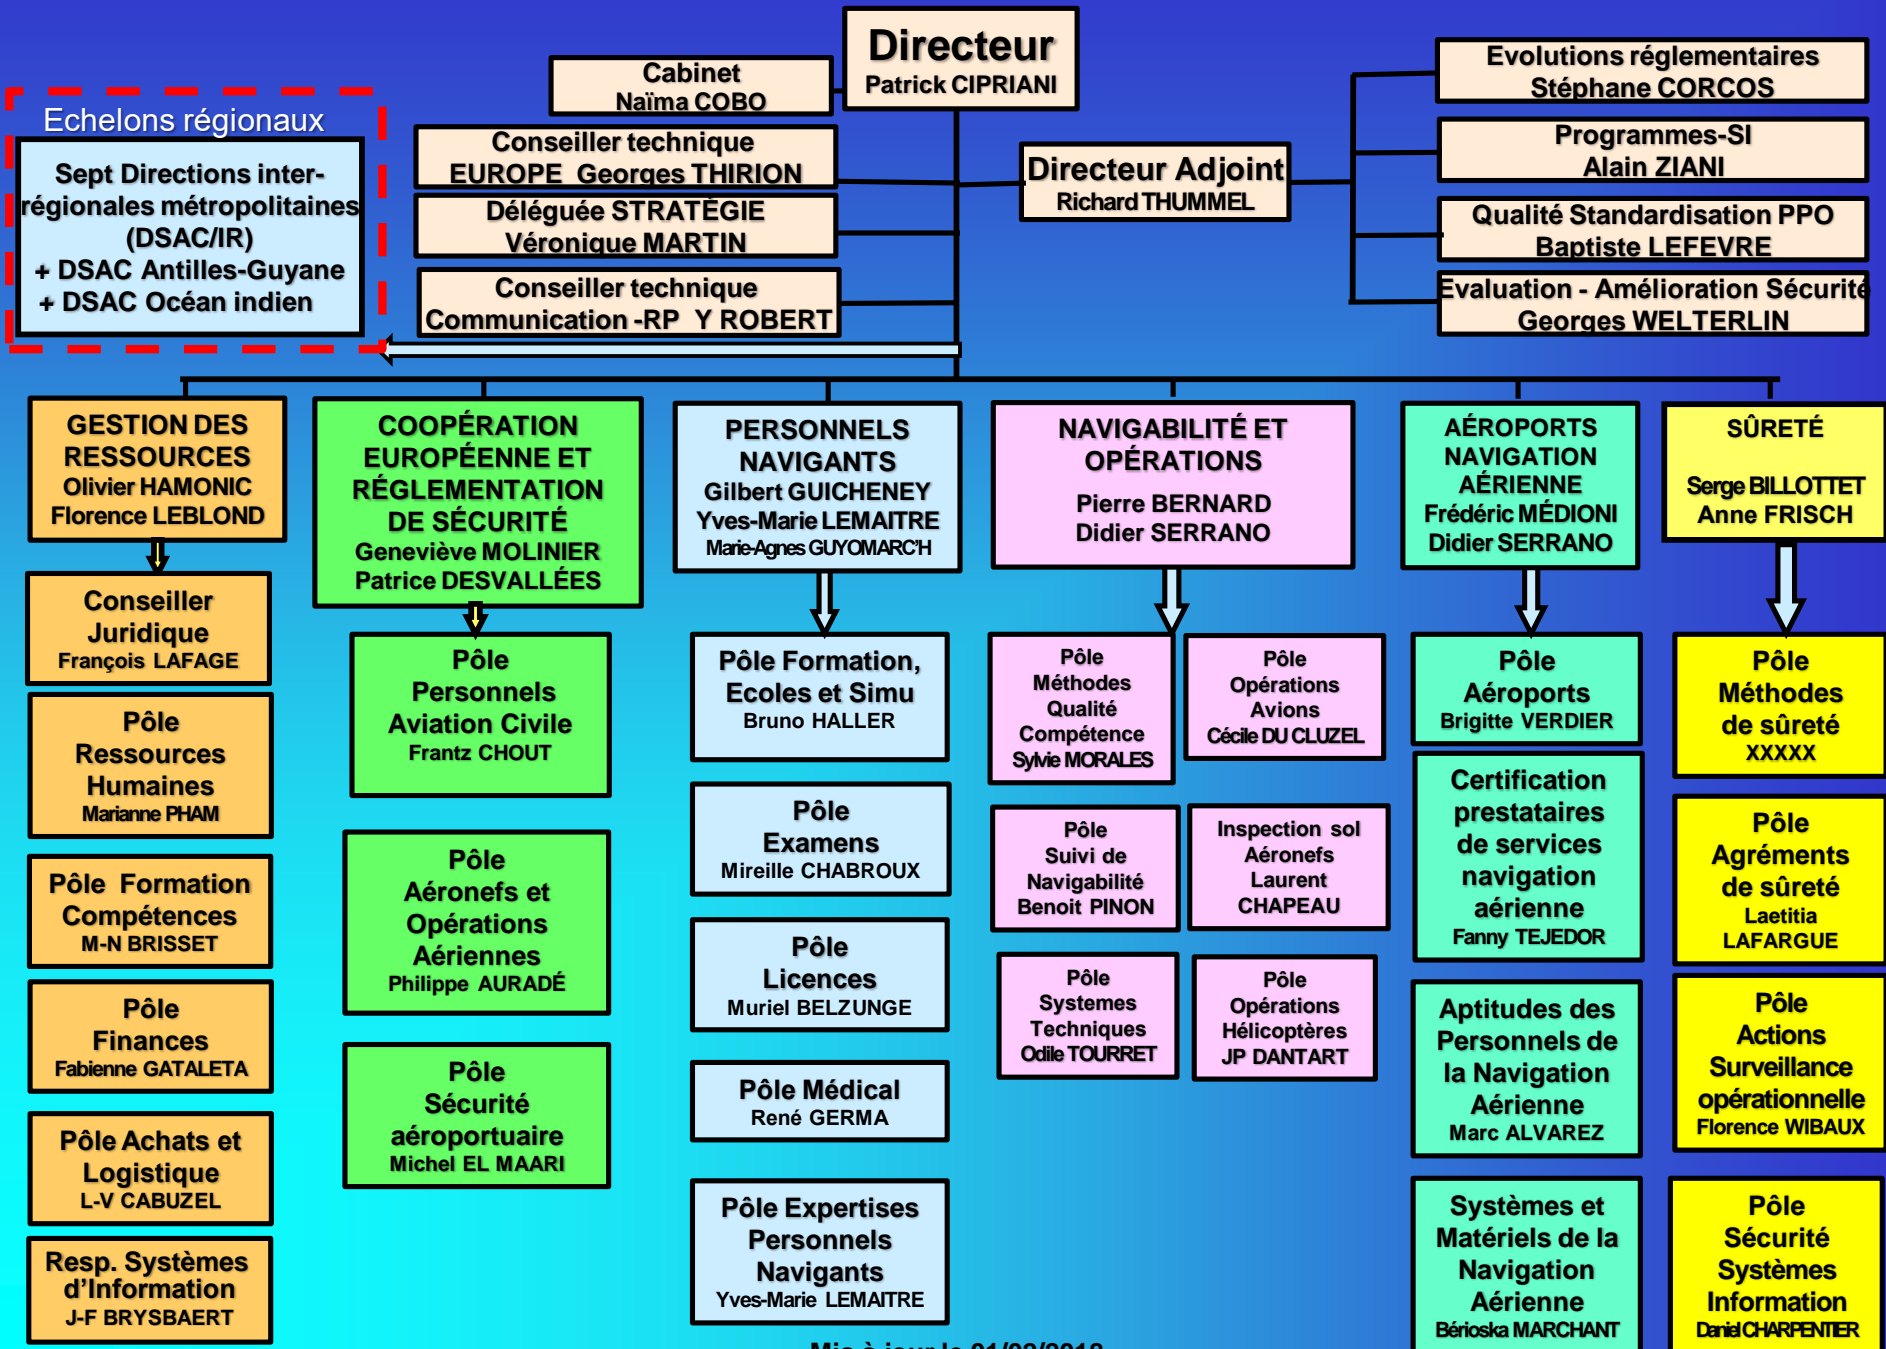 Directeur
Patrick CIPRIANI
Cabinet
Naïma COBO
Conseiller technique
EUROPE Georges THIRION
Déléguée STRATÉGIE
Véronique MARTIN
Conseiller technique
Communication -RP Y ROBERT
Directeur Adjoint
Richard THUMMEL
Evolutions réglementaires
Stéphane CORCOS
Programmes-SI
Alain ZIANI
Qualité Standardisation PPO
Baptiste LEFEVRE
Evaluation - Amélioration Sécurité
Georges WELTERLIN
Echelons régionaux
Sept Directions inter-
régionales métropolitaines
(DSAC/IR)
+ DSAC Antilles-Guyane
+ DSAC Océan indien
GESTION DES
RESSOURCES
Olivier HAMONIC
Florence LEBLOND
Conseiller
Juridique
François LAFAGE
Pôle
Ressources
Humaines
Marianne PHAM
Pôle Formation
Compétences
M-N BRISSET
Pôle
Finances
Fabienne GATALETA
Pôle Achats et
Logistique
L-V CABUZEL
Resp. Systèmes
d'Information
J-F BRYSBAERT
COOPÉRATION
EUROPÉENNE ET
RÉGLEMENTATION
DE SÉCURITÉ
Geneviève MOLINIER
Patrice DESVALLÉES
Pôle
Personnels
Aviation Civile
Frantz CHOUT
Pôle
Aéronefs et
Opérations
Aériennes
Philippe AURADÉ
Pôle
Sécurité
aéroportuaire
Michel EL MAARI
PERSONNELS
NAVIGANTS
Gilbert GUICHENEY
Yves-Marie LEMAITRE
Marie-Agnes GUYOMARC'H
Pôle Formation,
Ecoles et Simu
Bruno HALLER
Pôle
Examens
Mireille CHABROUX
Pôle
Licences
Muriel BELZUNGE
Pôle Médical
René GERMA
Pôle Expertises
Personnels
Navigants
Yves-Marie LEMAITRE
NAVIGABILITÉ ET
OPÉRATIONS
Pierre BERNARD
Didier SERRANO
Pôle
Méthodes
Qualité
Compétence
Sylvie MORALES
Pôle
Opérations
Avions
Cécile DU CLUZEL
Pôle
Suivi de
Navigabilité
Benoit PINON
Inspection sol
Aéronefs
Laurent
CHAPEAU
Pôle
Systemes
Techniques
Odile TOURRET
Pôle
Opérations
Hélicoptères
JP DANTART
AÉROPORTS
NAVIGATION
AÉRIENNE
Frédéric MÉDIONI
Didier SERRANO
Pôle
Aéroports
Brigitte VERDIER
Certification
prestataires
de services
navigation
aérienne
Fanny TEJEDOR
Aptitudes des
Personnels de
la Navigation
Aérienne
Marc ALVAREZ
Systèmes et
Matériels de la
Navigation
Aérienne
Bérioska MARCHANT
SÛRETÉ
Serge BILLOTTET
Anne FRISCH
Pôle
Méthodes
de sûreté
XXXXX
Pôle
Agréments
de sûreté
Laetitia
LAFARGUE
Pôle
Actions
Surveillance
opérationnelle
Florence WIBAUX
Pôle
Sécurité
Systèmes
Information
Daniel CHARPENTIER
Mis à jour le